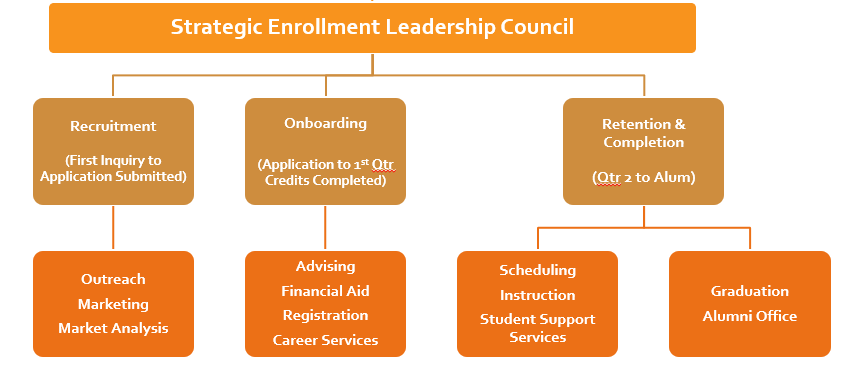 Strategic Enrollment Leadership Council
Recruitment
(First Inquiry to
Application Submitted)
Onboarding
(Application to 1st Qtr
Credits Completed)
Retention &
Completion
(Qtr 2 to Alum)
Outreach
Marketing
Market Analysis
Advising
Financial Aid
Registration
Career Services
Scheduling
Instruction
Student Support
Services
Graduation
Alumni Office